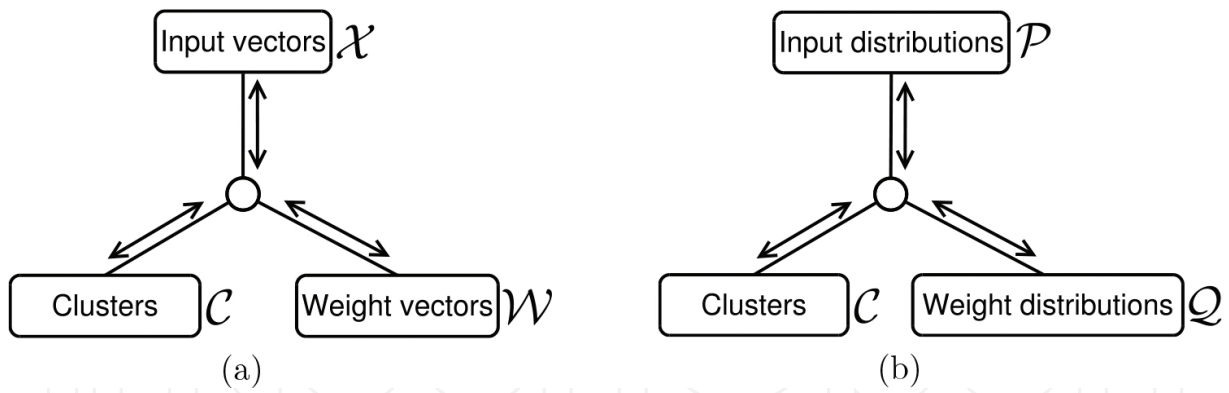 Input vectors 𝒳
Clusters 𝒞
Weight vectors 𝒲
(a)
Input distributions 𝒫
Clusters 𝒞
Weight distributions 𝒬
(b)